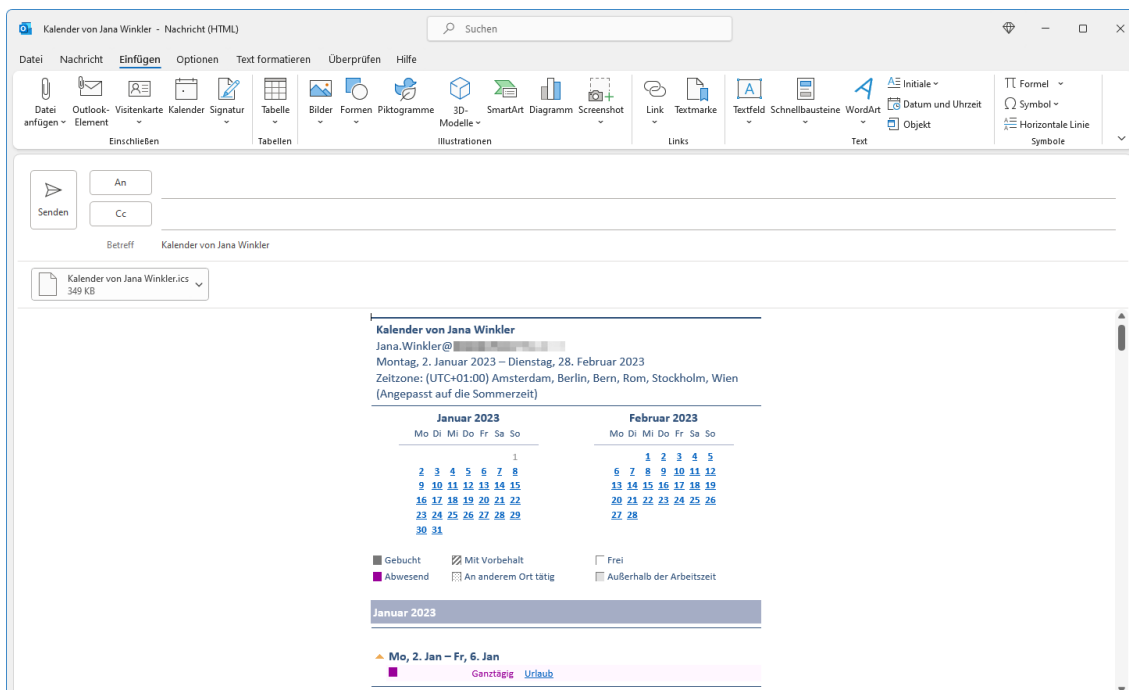 Kalender von Jana Winkler - Nachricht (HTML)
Suchen
Datei Nachricht Einfügen Optionen Text formatieren Überprüfen Hilfe
Datei anfügen
Outlook-Element
Visitenkarte
Kalender
Signatur
Tabelle
Bilder
Formen
Piktogramme
3D-Modelle
SmartArt
Diagramm
Screenshot
Link
Textmarke
Textfeld
Schnellbausteine
WordArt
Initiale
Datum und Uhrzeit
Objekt
Formel
Symbol
Horizontale Linie
Einschließen Tabellen Illustrationen Links Text Symbole
Senden
An
Cc
Betreff Kalender von Jana Winkler
Kalender von Jana Winkler.ics
349 KB
Kalender von Jana Winkler
Jana.Winkler@
Montag, 2. Januar 2023 – Dienstag, 28. Februar 2023
Zeitzone: (UTC+01:00) Amsterdam, Berlin, Bern, Rom, Stockholm, Wien
(Angepasst auf die Sommerzeit)
Januar 2023
Mo Di Mi Do Fr Sa So
1
2 3 4 5 6 7 8
9 10 11 12 13 14 15
16 17 18 19 20 21 22
23 24 25 26 27 28 29
30 31
Februar 2023
Mo Di Mi Do Fr Sa So
1 2 3 4 5
6 7 8 9 10 11 12
13 14 15 16 17 18 19
20 21 22 23 24 25 26
27 28
Gebucht Mit Vorbehalt Frei
Abwesend An anderem Ort tätig Außerhalb der Arbeitszeit
Januar 2023
Mo, 2. Jan – Fr, 6. Jan
Ganztägig Urlaub